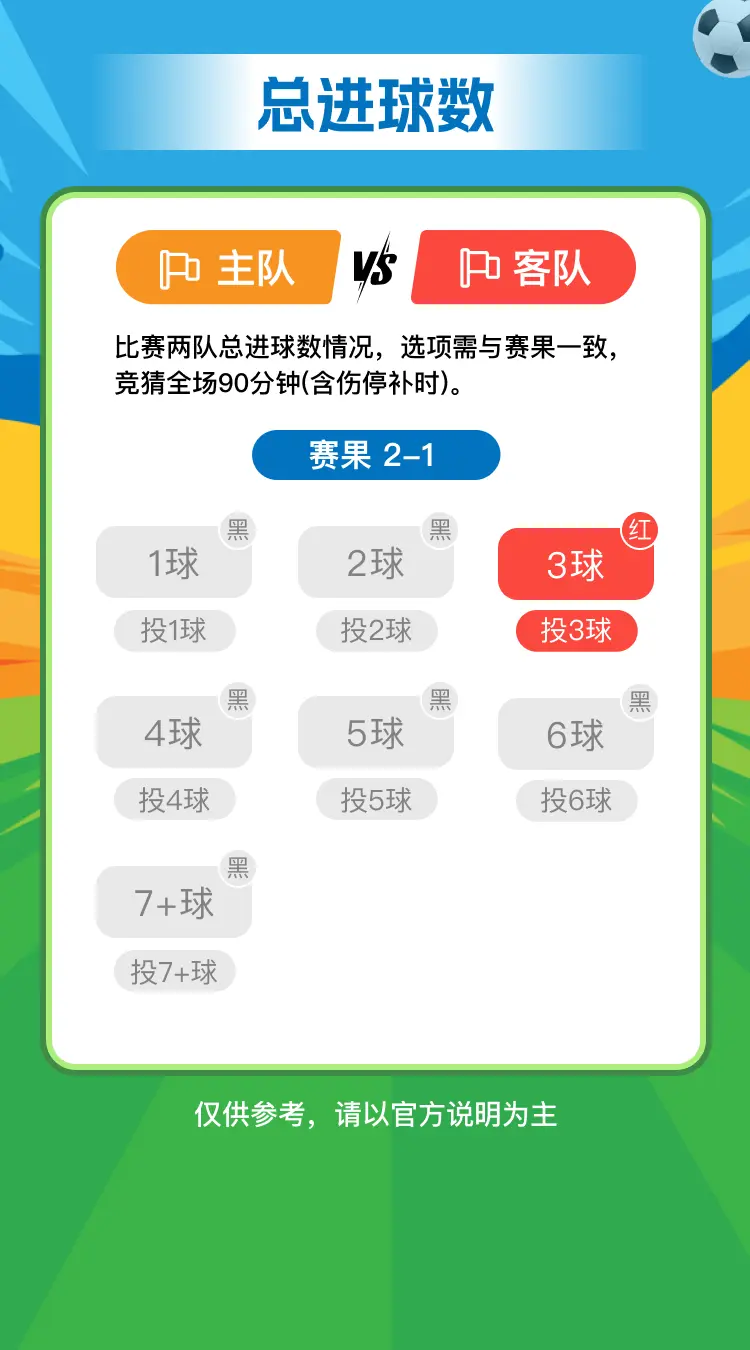 总进球数
主队 VS 客队
比赛两队总进球数情况，选项需与赛果一致，
竞猜全场90分钟(含伤停补时)。
赛果 2-1
黑 黑 红
1球 2球 3球
投1球 投2球 投3球
黑 黑 黑
4球 5球 6球
投4球 投5球 投6球
黑
7+球
投7+球
仅供参考，请以官方说明为主